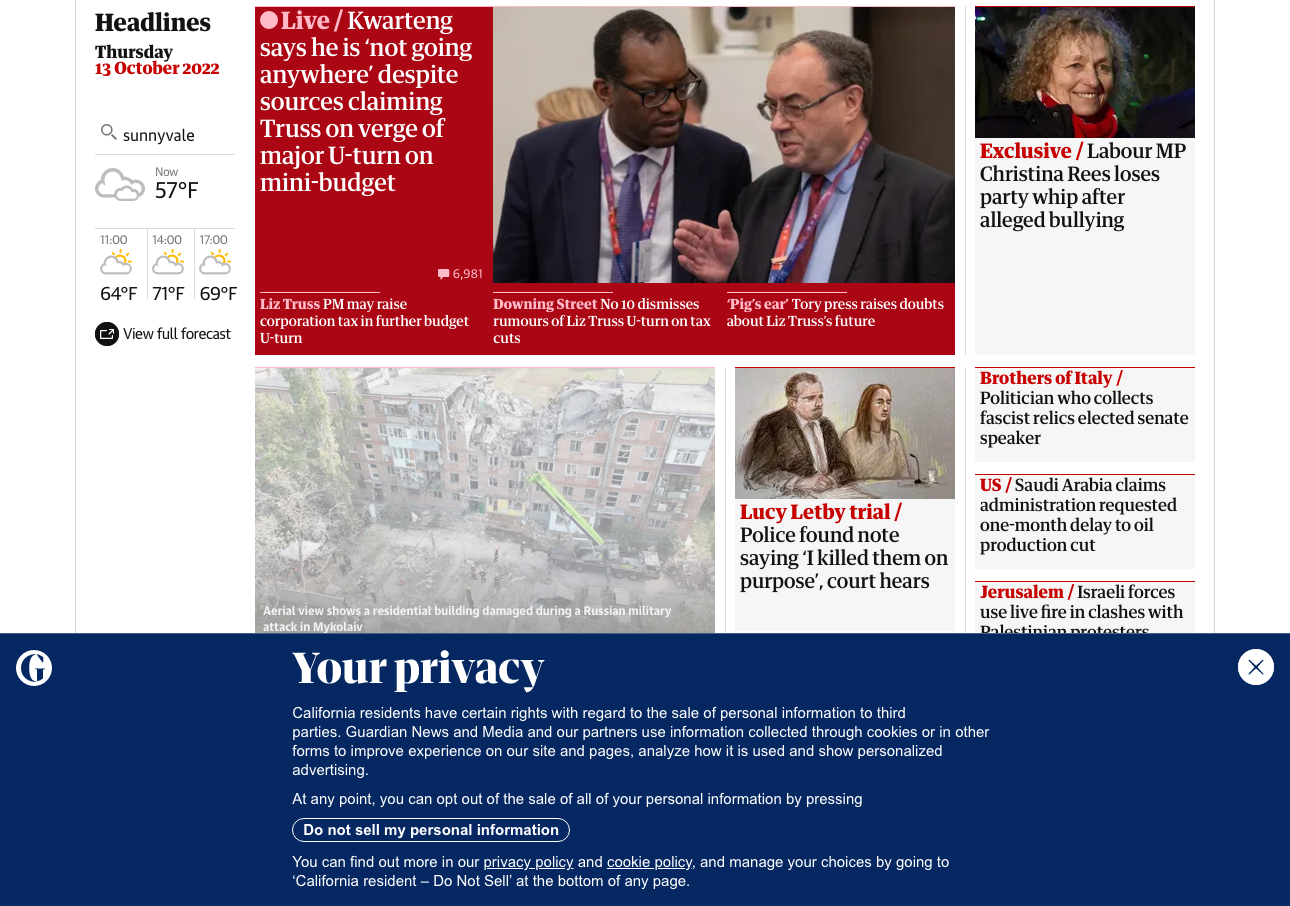 Headlines
Thursday
13 October 2022
sunnyvale
Now
57°F
11:00
14:00
17:00
64°F
71°F
69°F
View full forecast
Live / Kwarteng
says he is ‘not going
anywhere’ despite
sources claiming
Truss on verge of
major U-turn on
mini-budget
6,981
Liz Truss PM may raise
corporation tax in further budget
U-turn
Downing Street No 10 dismisses
rumours of Liz Truss U-turn on tax
cuts
‘Pig’s ear’ Tory press raises doubts
about Liz Truss’s future
Exclusive / Labour MP
Christina Rees loses
party whip after
alleged bullying
Aerial view shows a residential building damaged during a Russian military
attack in Mykolaiv
Lucy Letby trial /
Police found note
saying ‘I killed them on
purpose’, court hears
Brothers of Italy /
Politician who collects
fascist relics elected senate
speaker
US / Saudi Arabia claims
administration requested
one-month delay to oil
production cut
Jerusalem / Israeli forces
use live fire in clashes with
Palestinian protesters
Your privacy
California residents have certain rights with regard to the sale of personal information to third
parties. Guardian News and Media and our partners use information collected through cookies or in other
forms to improve experience on our site and pages, analyze how it is used and show personalized
advertising.
At any point, you can opt out of the sale of all of your personal information by pressing
Do not sell my personal information
You can find out more in our privacy policy and cookie policy, and manage your choices by going to
‘California resident – Do Not Sell’ at the bottom of any page.